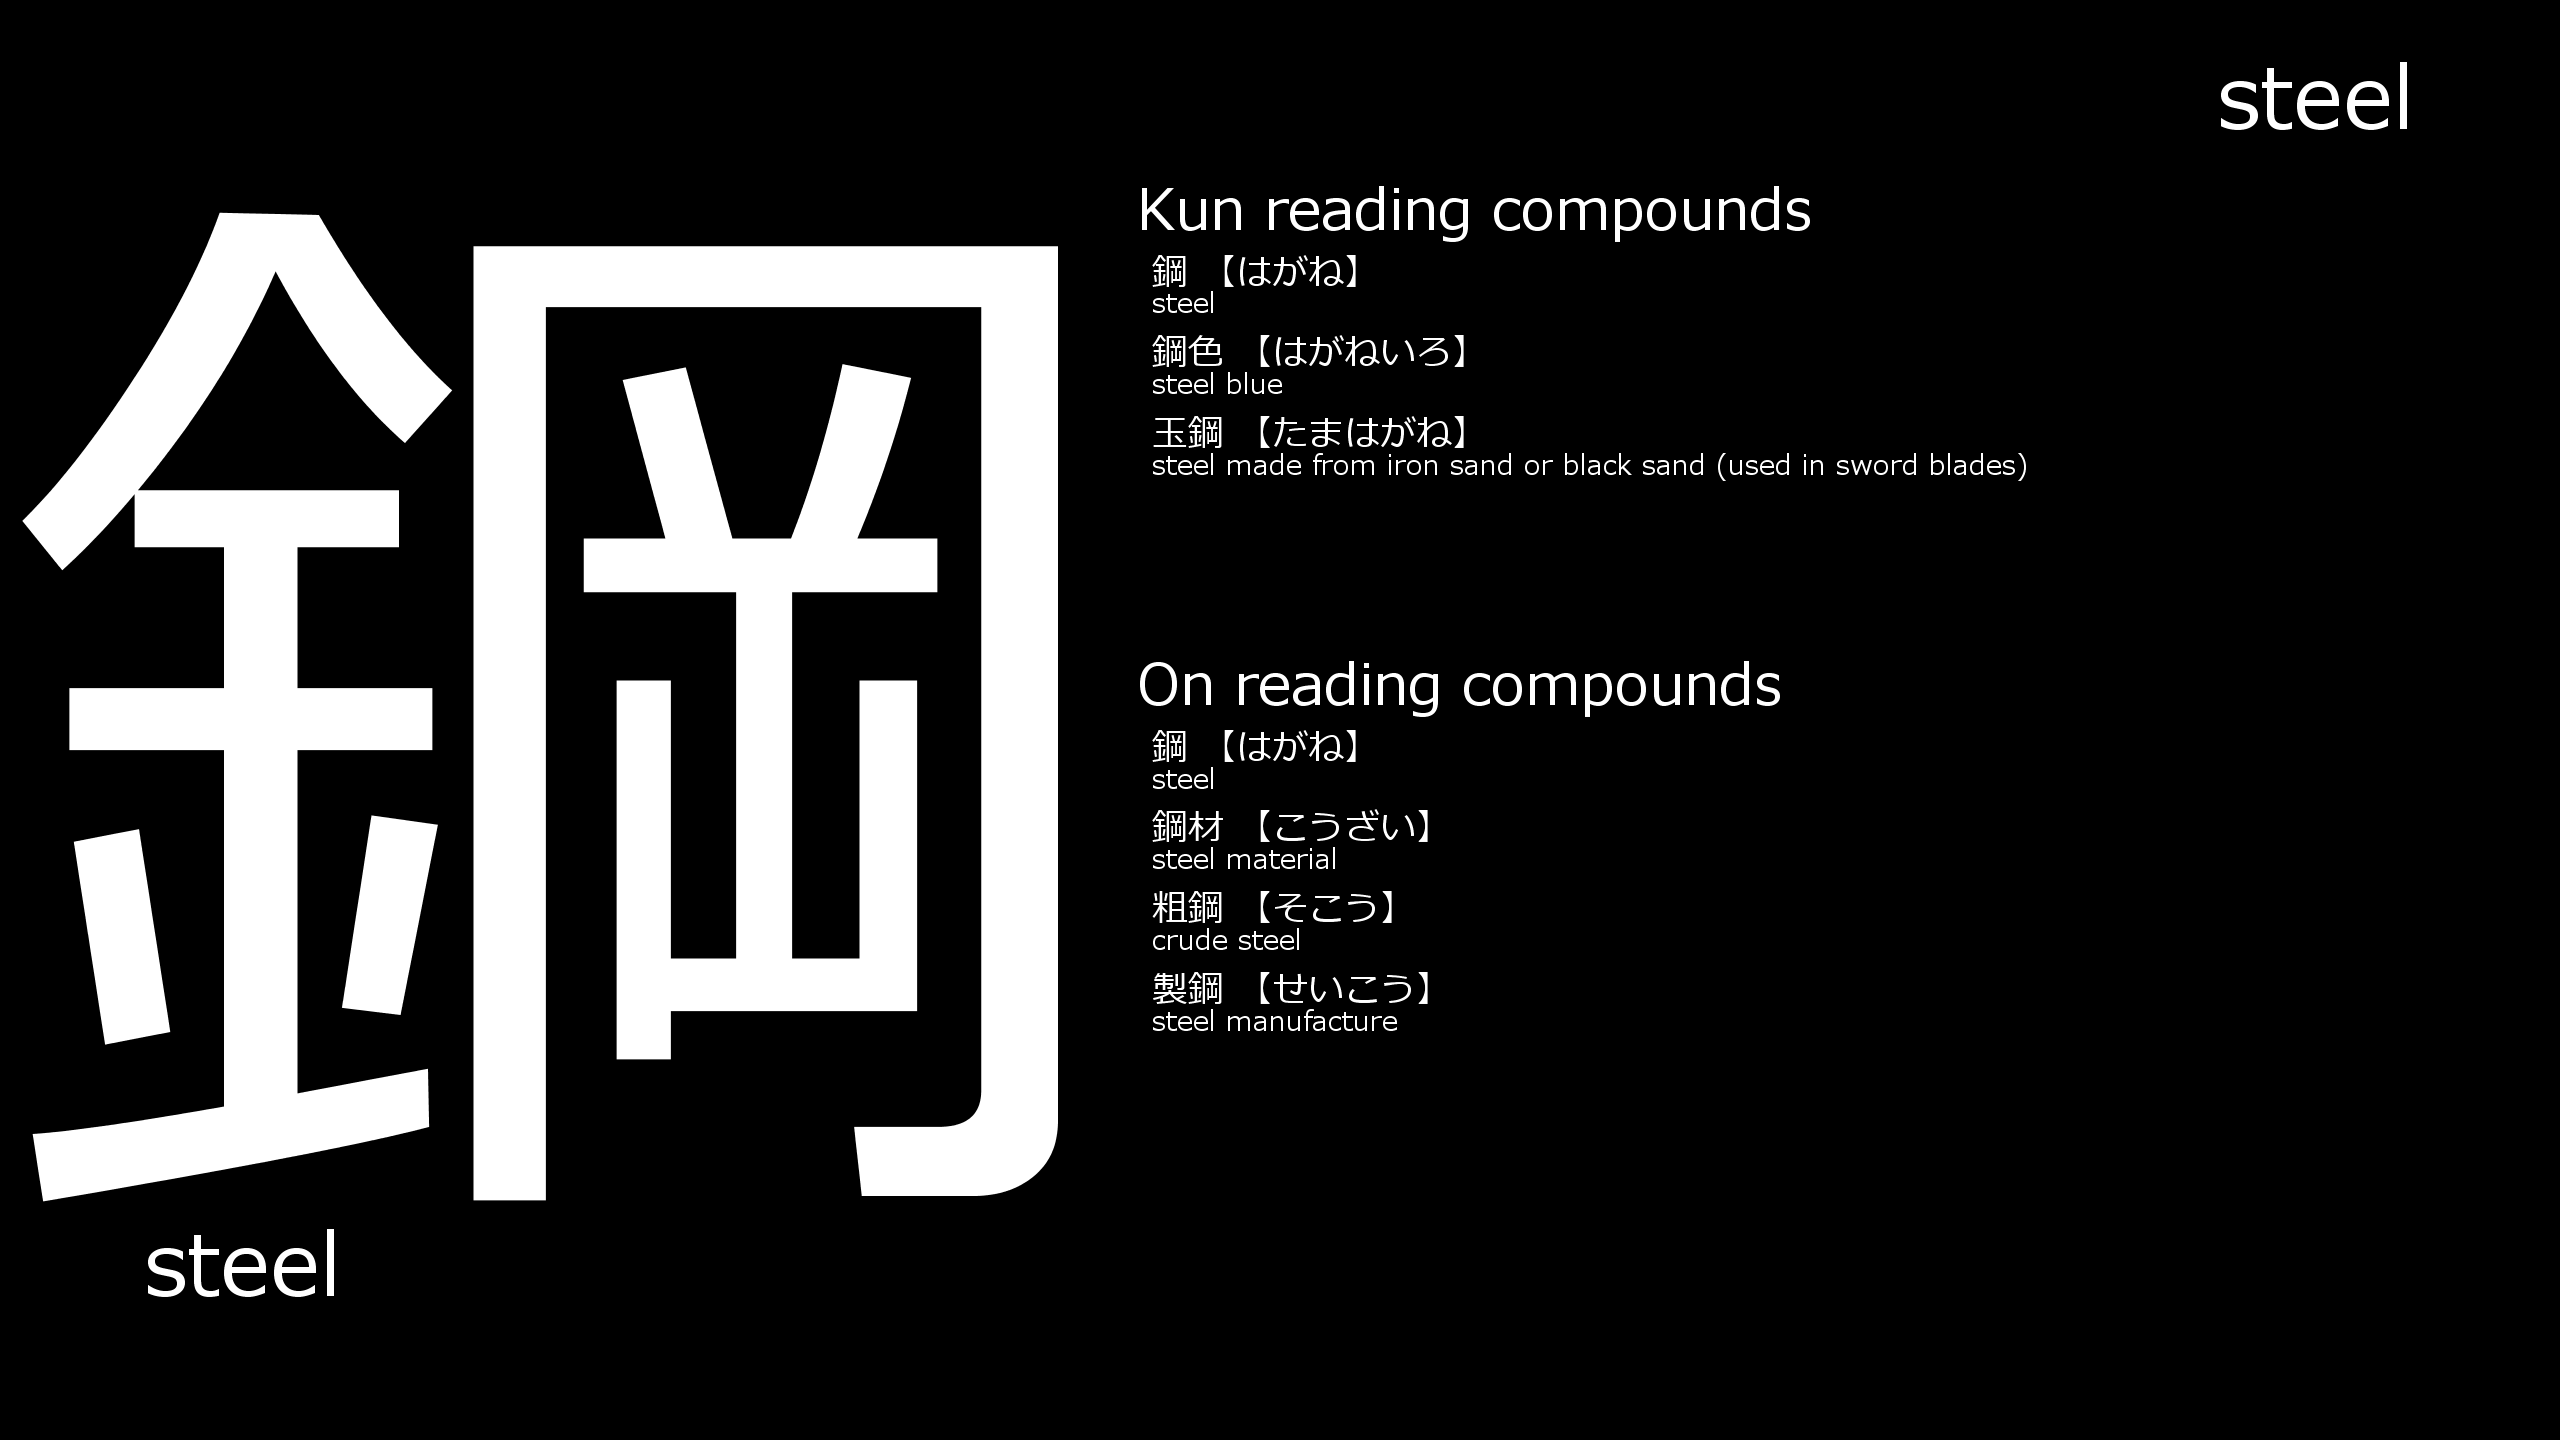 steel
鋼
steel
Kun reading compounds
鋼 【はがね】
steel
鋼色 【はがねいろ】
steel blue
玉鋼 【たまはがね】
steel made from iron sand or black sand (used in sword blades)
On reading compounds
鋼 【はがね】
steel
鋼材 【こうざい】
steel material
粗鋼 【そこう】
crude steel
製鋼 【せいこう】
steel manufacture